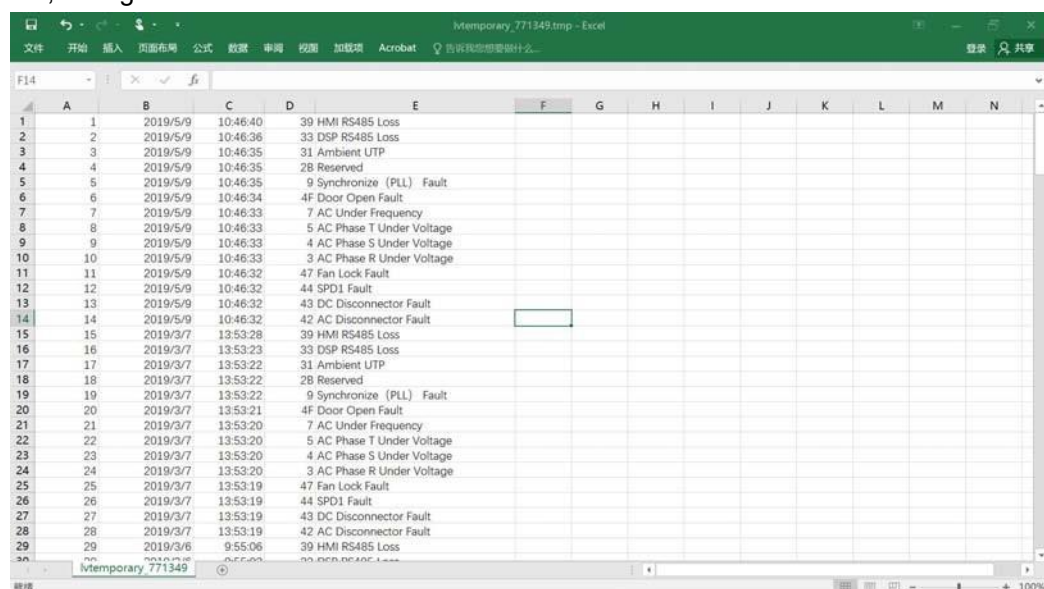 lvtemporary_771349.tmp - Excel
文件 开始 插入 页面布局 公式 数据 审阅 视图 加载项 Acrobat 告诉我您想要做什么... 登录 共享
F14 fx
A B C D E F G H I J K L M N
1 1 2019/5/9 10:46:40 39 HMI RS485 Loss
2 2 2019/5/9 10:46:36 33 DSP RS485 Loss
3 3 2019/5/9 10:46:35 31 Ambient UTP
4 4 2019/5/9 10:46:35 2B Reserved
5 5 2019/5/9 10:46:35 9 Synchronize（PLL） Fault
6 6 2019/5/9 10:46:34 4F Door Open Fault
7 7 2019/5/9 10:46:33 7 AC Under Frequency
8 8 2019/5/9 10:46:33 5 AC Phase T Under Voltage
9 9 2019/5/9 10:46:33 4 AC Phase S Under Voltage
10 10 2019/5/9 10:46:33 3 AC Phase R Under Voltage
11 11 2019/5/9 10:46:32 47 Fan Lock Fault
12 12 2019/5/9 10:46:32 44 SPD1 Fault
13 13 2019/5/9 10:46:32 43 DC Disconnector Fault
14 14 2019/5/9 10:46:32 42 AC Disconnector Fault
15 15 2019/3/7 13:53:28 39 HMI RS485 Loss
16 16 2019/3/7 13:53:23 33 DSP RS485 Loss
17 17 2019/3/7 13:53:22 31 Ambient UTP
18 18 2019/3/7 13:53:22 2B Reserved
19 19 2019/3/7 13:53:22 9 Synchronize（PLL） Fault
20 20 2019/3/7 13:53:21 4F Door Open Fault
21 21 2019/3/7 13:53:20 7 AC Under Frequency
22 22 2019/3/7 13:53:20 5 AC Phase T Under Voltage
23 23 2019/3/7 13:53:20 4 AC Phase S Under Voltage
24 24 2019/3/7 13:53:20 3 AC Phase R Under Voltage
25 25 2019/3/7 13:53:19 47 Fan Lock Fault
26 26 2019/3/7 13:53:19 44 SPD1 Fault
27 27 2019/3/7 13:53:19 43 DC Disconnector Fault
28 28 2019/3/7 13:53:19 42 AC Disconnector Fault
29 29 2019/3/6 9:55:06 39 HMI RS485 Loss
lvtemporary_771349
就绪 100%